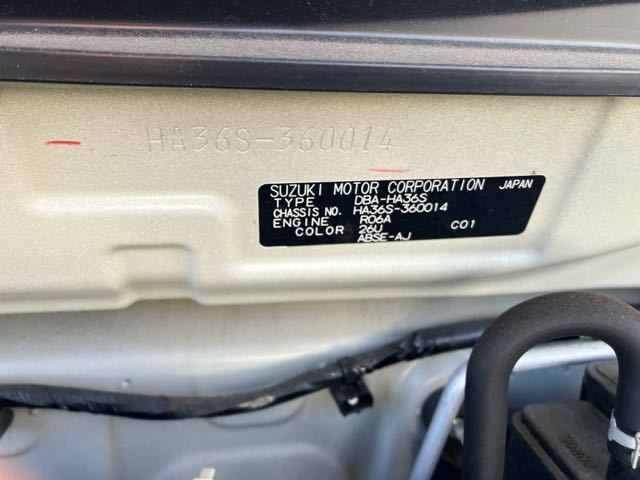 HA36S-360014
SUZUKI MOTOR CORPORATION JAPAN
TYPE DBA-HA36S
CHASSIS NO. HA36S-360014
ENGINE R06A
COLOR 26U C01
ABSE-AJ